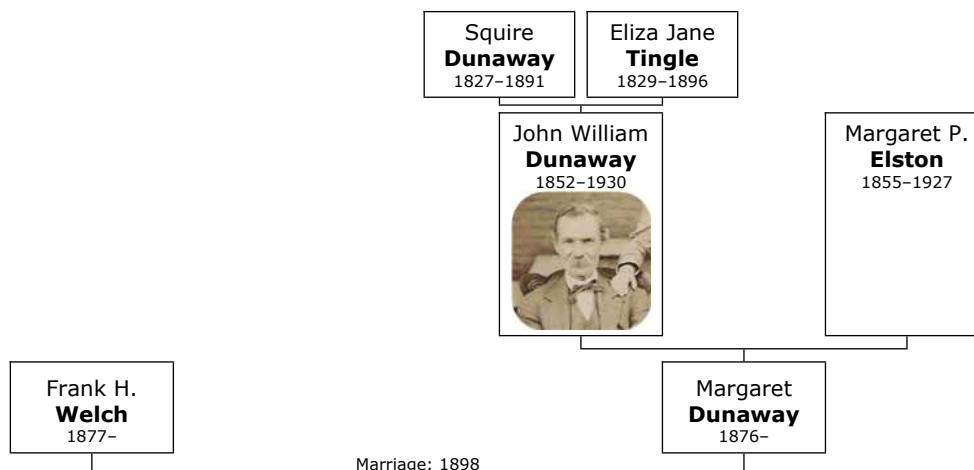 Squire
Dunaway
1827–1891
Eliza Jane
Tingle
1829–1896
John William
Dunaway
1852–1930
Margaret P.
Elston
1855–1927
Frank H.
Welch
1877–
Margaret
Dunaway
1876–
Marriage: 1898